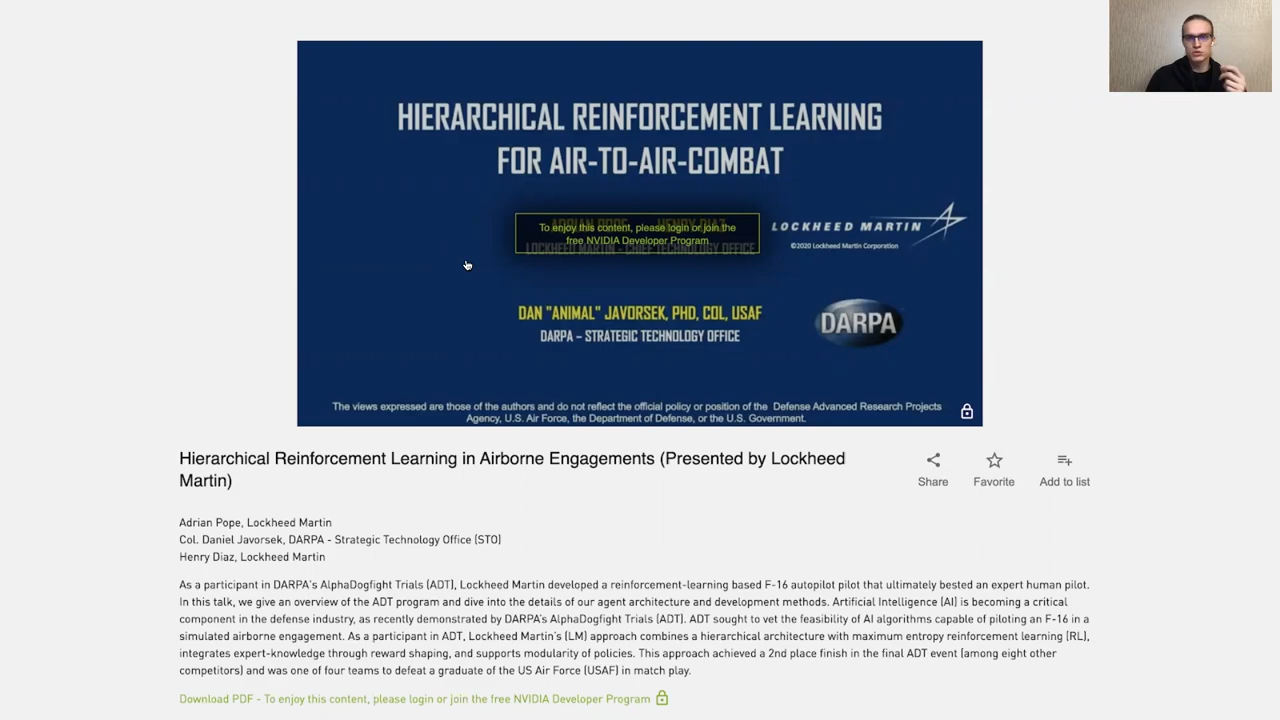 HIERARCHICAL REINFORCEMENT LEARNING
FOR AIR-TO-AIR-COMBAT
ADRIAN POPE HENRY DIAZ
To enjoy this content, please login or join the
free NVIDIA Developer Program
LOCKHEED MARTIN - CHIEF TECHNOLOGY OFFICE
LOCKHEED MARTIN
©2020 Lockheed Martin Corporation
DAN "ANIMAL" JAVORSEK, PHD, COL, USAF
DARPA – STRATEGIC TECHNOLOGY OFFICE
DARPA
The views expressed are those of the authors and do not reflect the official policy or position of the Defense Advanced Research Projects
Agency, U.S. Air Force, the Department of Defense, or the U.S. Government.
Hierarchical Reinforcement Learning in Airborne Engagements (Presented by Lockheed
Martin)
Share
Favorite
Add to list
Adrian Pope, Lockheed Martin
Col. Daniel Javorsek, DARPA - Strategic Technology Office (STO)
Henry Diaz, Lockheed Martin
As a participant in DARPA's AlphaDogfight Trials (ADT), Lockheed Martin developed a reinforcement-learning based F-16 autopilot pilot that ultimately bested an expert human pilot.
In this talk, we give an overview of the ADT program and dive into the details of our agent architecture and development methods. Artificial Intelligence (AI) is becoming a critical
component in the defense industry, as recently demonstrated by DARPA's AlphaDogfight Trials (ADT). ADT sought to vet the feasibility of AI algorithms capable of piloting an F-16 in a
simulated airborne engagement. As a participant in ADT, Lockheed Martin's (LM) approach combines a hierarchical architecture with maximum entropy reinforcement learning (RL),
integrates expert-knowledge through reward shaping, and supports modularity of policies. This approach achieved a 2nd place finish in the final ADT event (among eight other
competitors) and was one of four teams to defeat a graduate of the US Air Force (USAF) in match play.
Download PDF - To enjoy this content, please login or join the free NVIDIA Developer Program